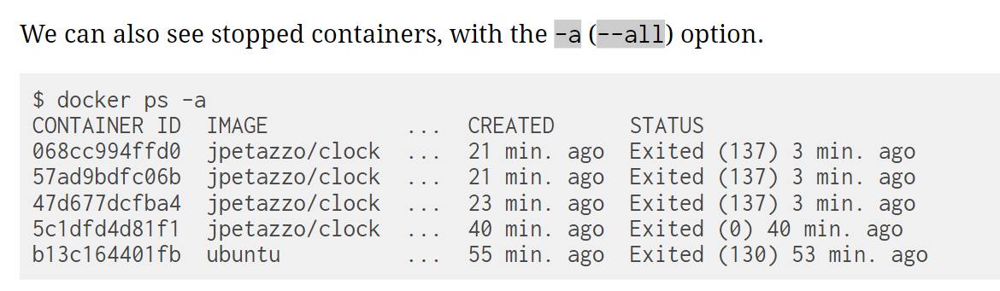 We can also see stopped containers, with the -a (--all) option.
$ docker ps -a
CONTAINER ID  IMAGE           ...  CREATED      STATUS
068cc994ffd0  jpetazzo/clock  ...  21 min. ago  Exited (137) 3 min. ago
57ad9bdfc06b  jpetazzo/clock  ...  21 min. ago  Exited (137) 3 min. ago
47d677dcfba4  jpetazzo/clock  ...  23 min. ago  Exited (137) 3 min. ago
5c1dfd4d81f1  jpetazzo/clock  ...  40 min. ago  Exited (0) 40 min. ago
b13c164401fb  ubuntu          ...  55 min. ago  Exited (130) 53 min. ago